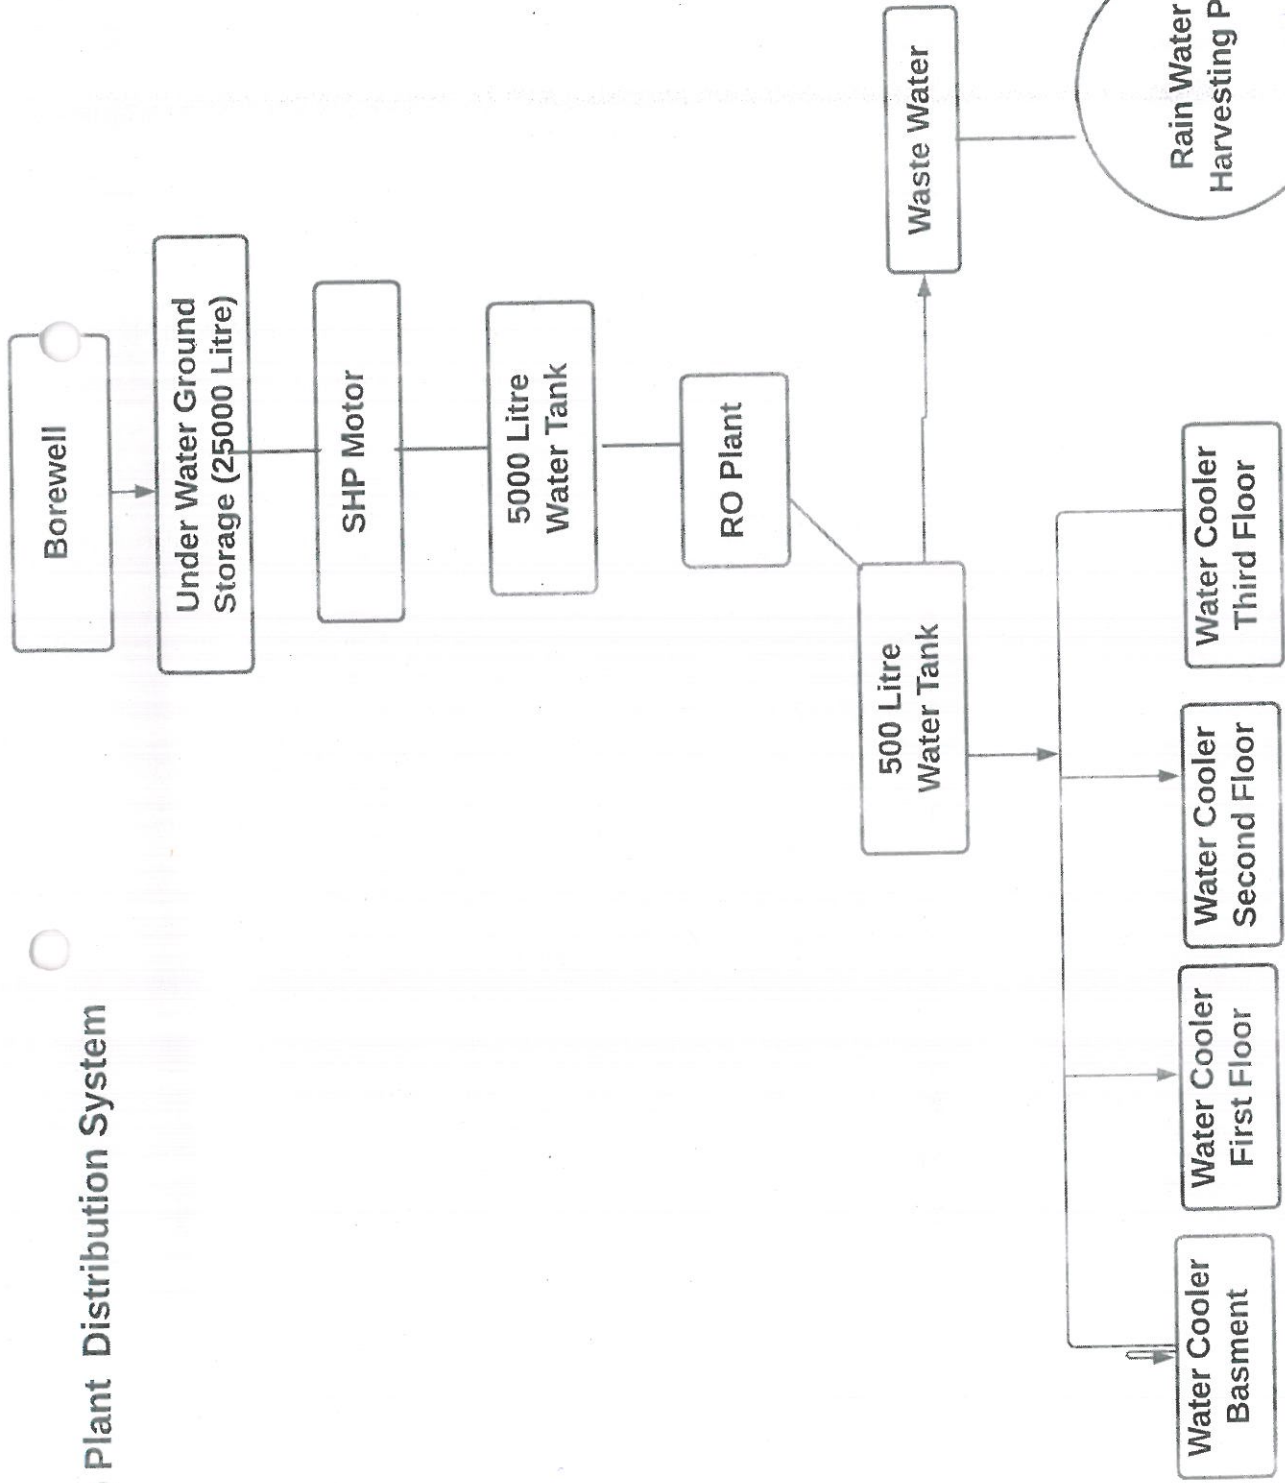 Plant Distribution System
Borewell
Under Water Ground
Storage (25000 Litre)
SHP Motor
5000 Litre
Water Tank
RO Plant
500 Litre
Water Tank
Waste Water
Rain Water
Harvesting
Water Cooler
Basment
Water Cooler
First Floor
Water Cooler
Second Floor
Water Cooler
Third Floor